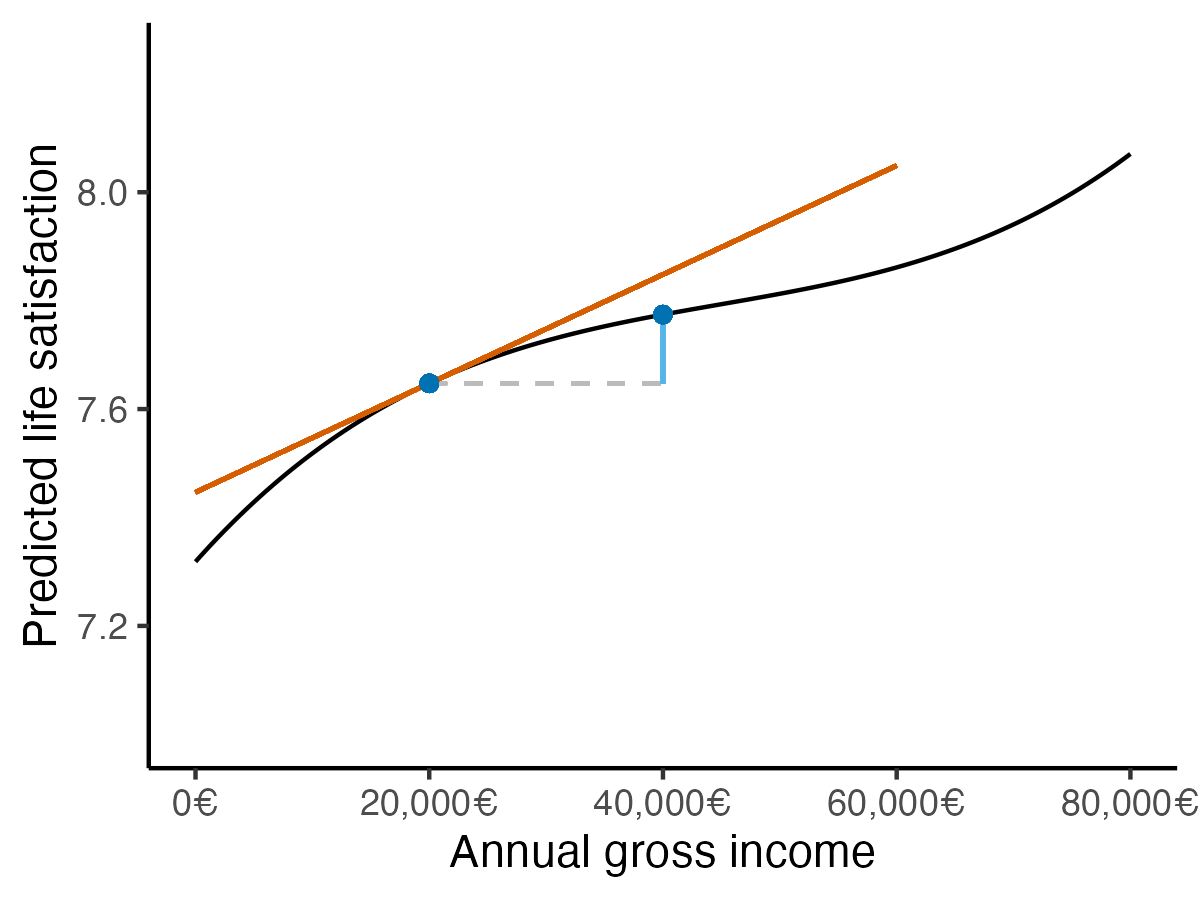 Predicted life satisfaction
8.0
7.6
7.2
0€ 20,000€ 40,000€ 60,000€ 80,000€
Annual gross income